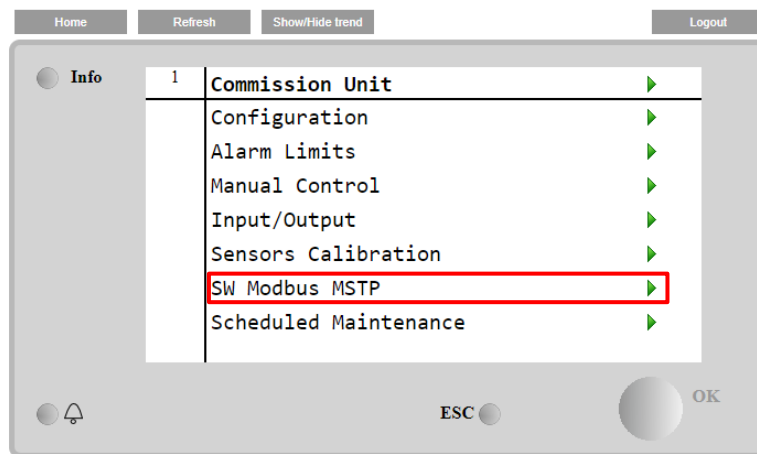 Home Refresh Show/Hide trend Logout
Info
1 Commission Unit
Configuration
Alarm Limits
Manual Control
Input/Output
Sensors Calibration
SW Modbus MSTP
Scheduled Maintenance
ESC OK